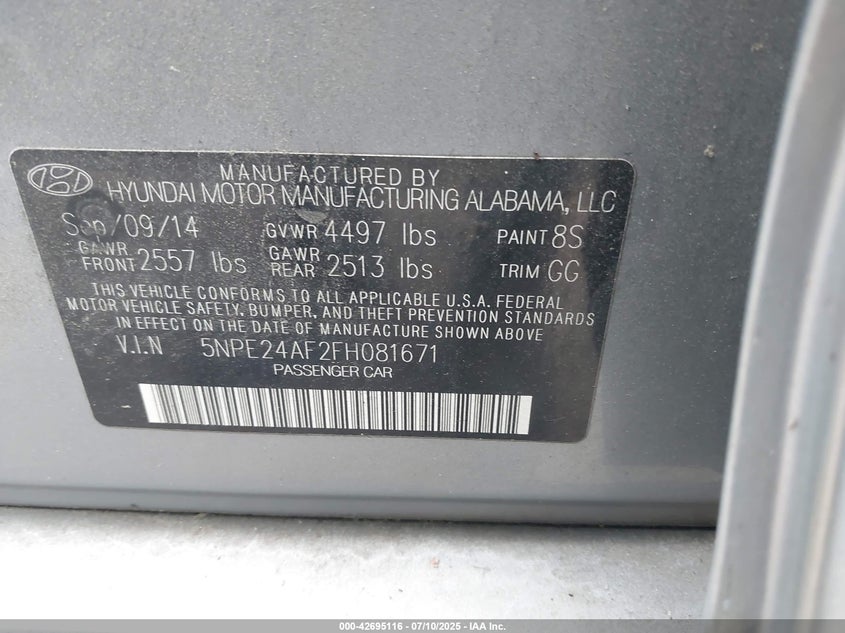 MANUFACTURED BY
HYUNDAI MOTOR MANUFACTURING ALABAMA, LLC
Sep/09/14 GVWR 4497 lbs PAINT 8S
GAWR FRONT 2557 lbs GAWR REAR 2513 lbs TRIM GG
THIS VEHICLE CONFORMS TO ALL APPLICABLE U.S.A. FEDERAL
MOTOR VEHICLE SAFETY, BUMPER, AND THEFT PREVENTION STANDARDS
IN EFFECT ON THE DATE OF MANUFACTURE SHOWN ABOVE
V.I.N 5NPE24AF2FH081671
PASSENGER CAR
000-42695116 - 07/10/2025 - IAA Inc.